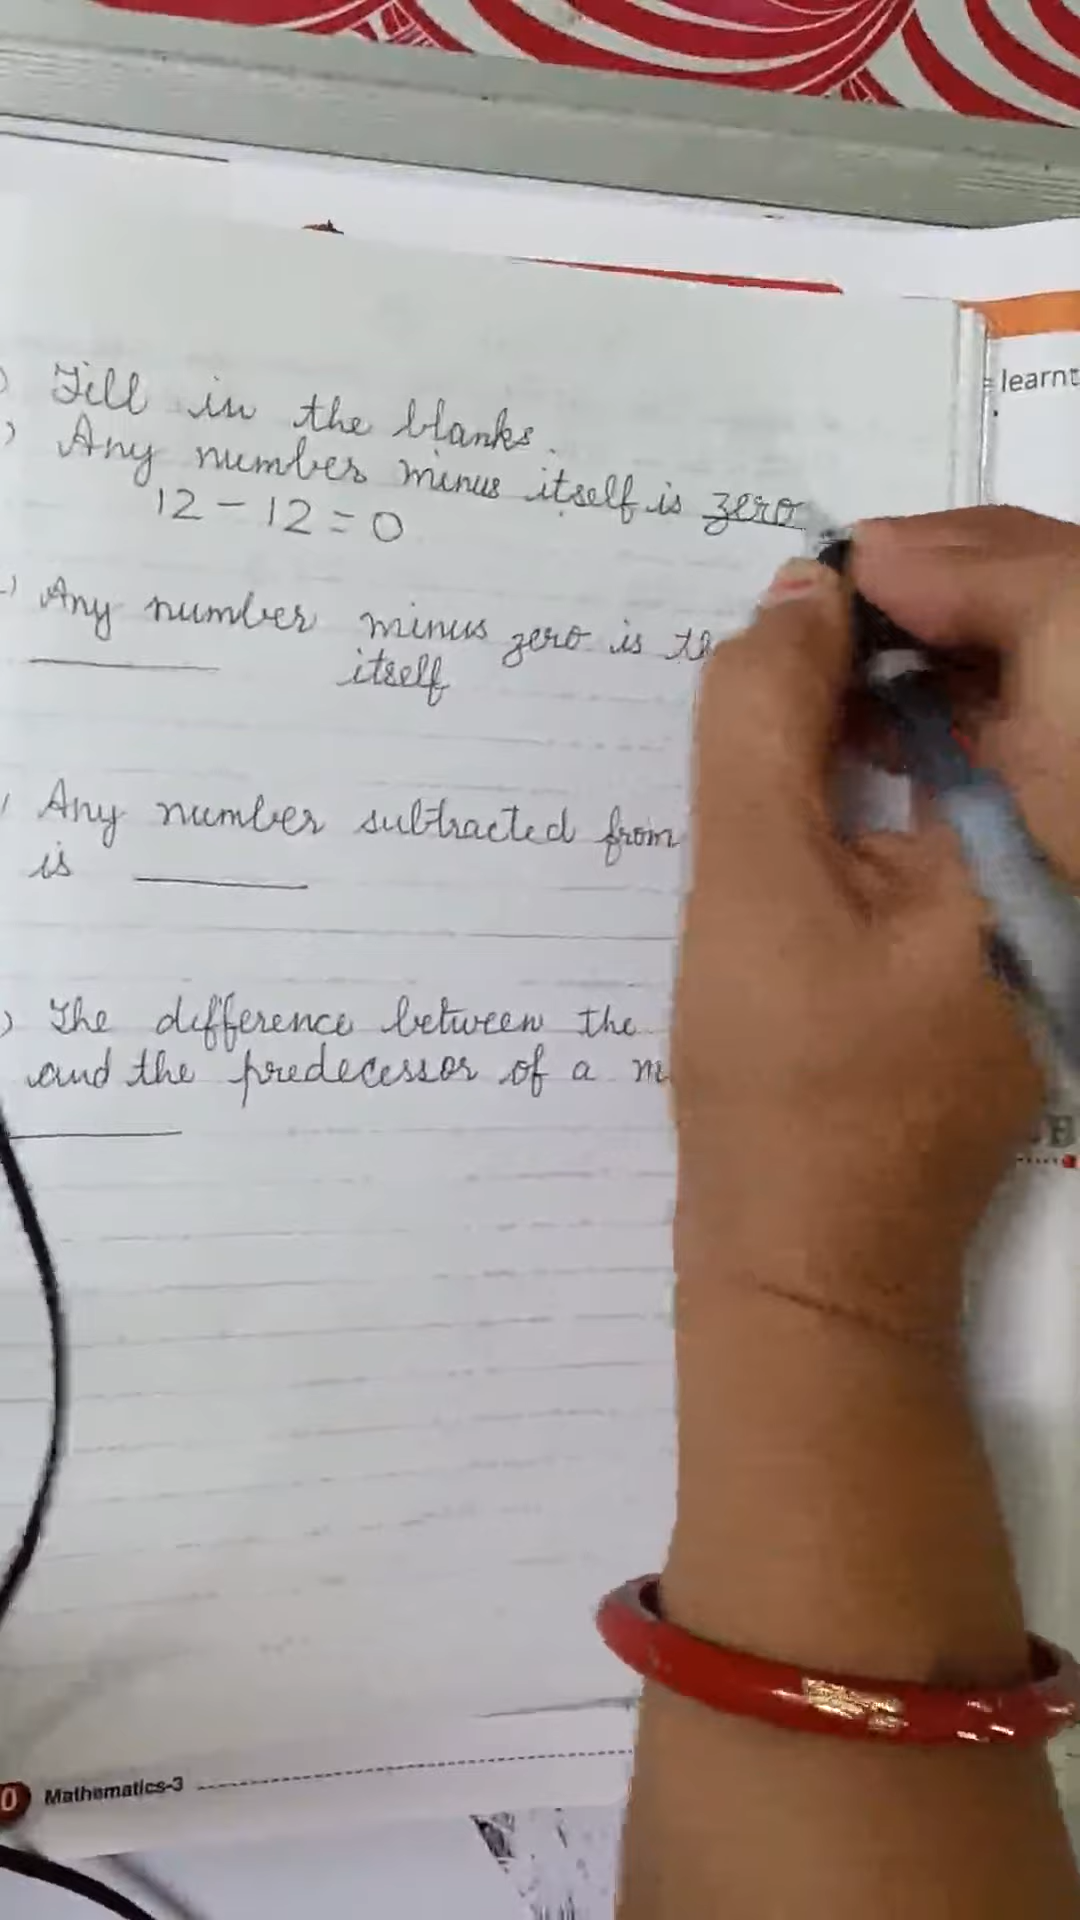 Fill in the blanks.
Any number minus itself is zero
12 - 12 = 0
Any number minus zero is
itself
Any number subtracted from
is
The difference between the
and the predecessor of a
= learnt
Mathematics-3